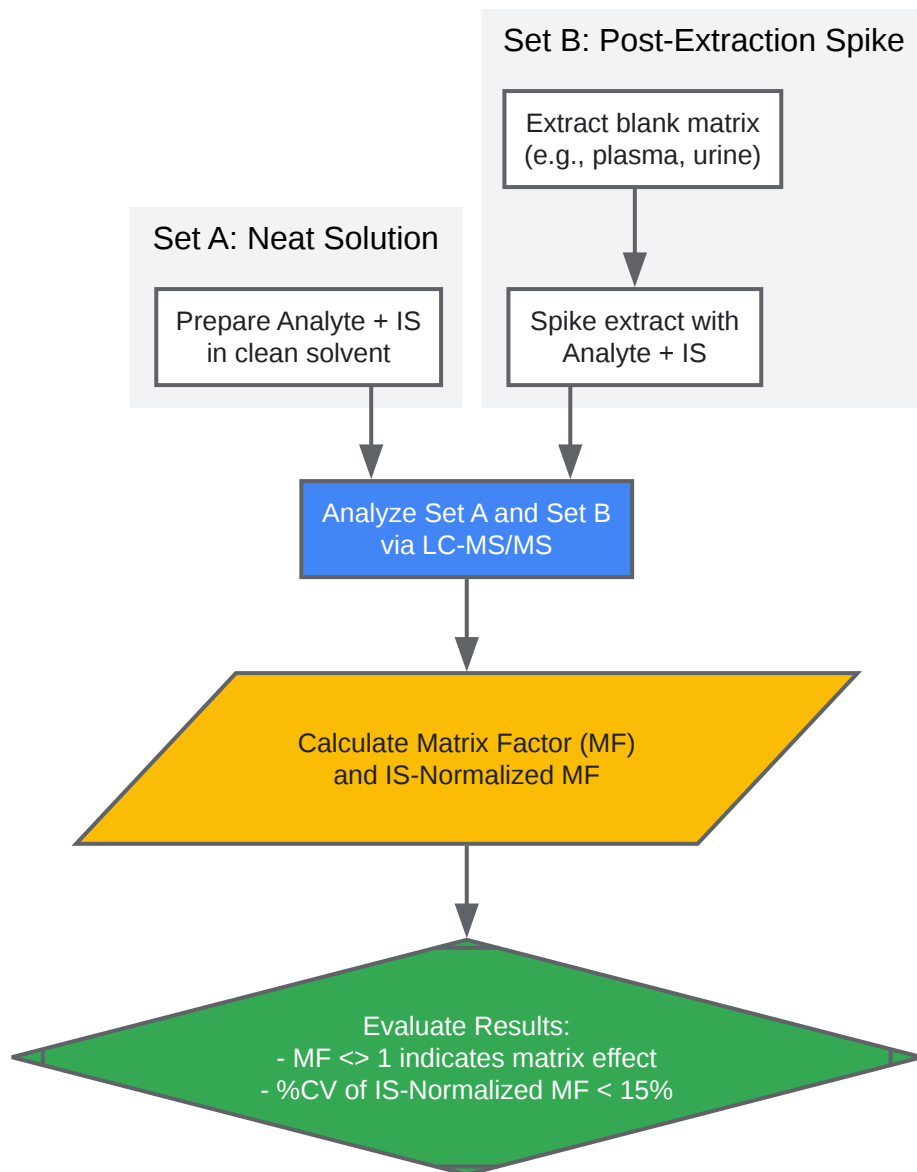 Set B: Post-Extraction Spike
Extract blank matrix
(e.g., plasma, urine)
Set A: Neat Solution
Prepare Analyte + IS
in clean solvent
Spike extract with
Analyte + IS
Analyze Set A and Set B
via LC-MS/MS
Calculate Matrix Factor (MF)
and IS-Normalized MF
Evaluate Results:
- MF <> 1 indicates matrix effect
- %CV of IS-Normalized MF < 15%